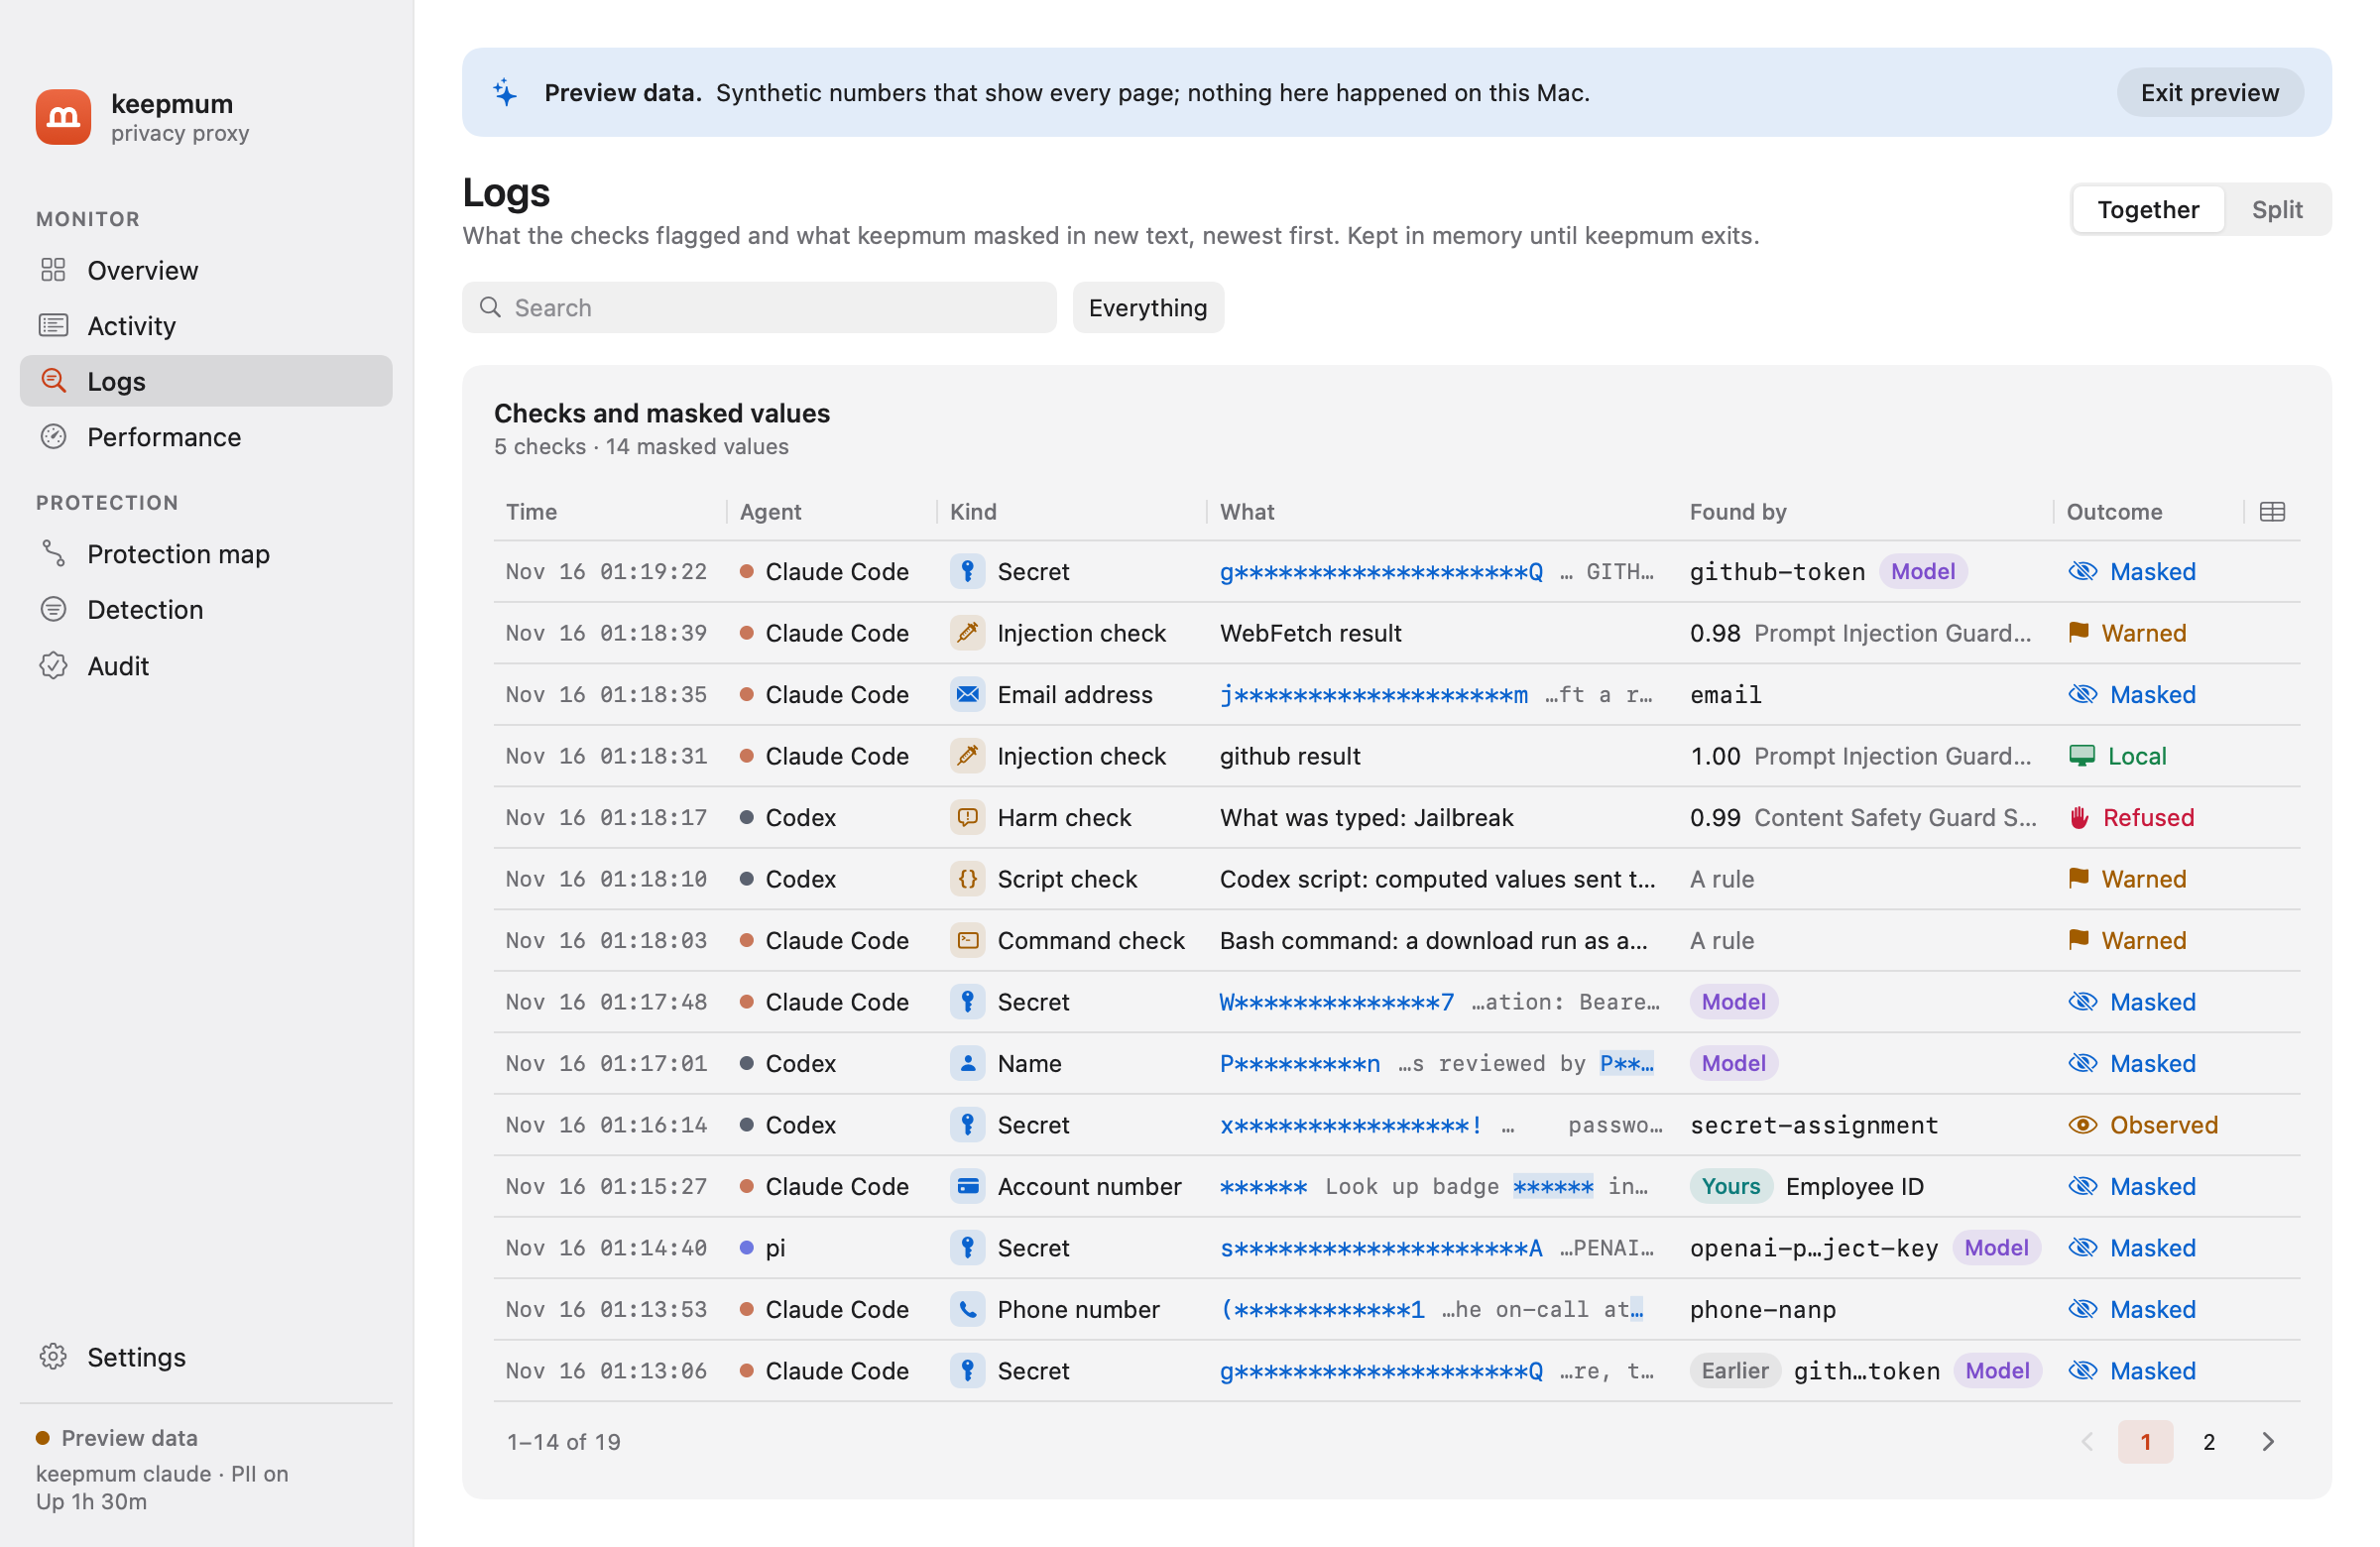 keepmum
privacy proxy
MONITOR
Overview
Activity
Logs
Performance
PROTECTION
Protection map
Detection
Audit
Settings
Preview data
keepmum claude · PII on
Up 1h 30m
Preview data. Synthetic numbers that show every page; nothing here happened on this Mac. Exit preview
Logs
What the checks flagged and what keepmum masked in new text, newest first. Kept in memory until keepmum exits.
Together Split
Search Everything
Checks and masked values
5 checks · 14 masked values
Time Agent Kind What Found by Outcome
Nov 16 01:19:22 Claude Code Secret g********************Q … GITH… github-token Model Masked
Nov 16 01:18:39 Claude Code Injection check WebFetch result 0.98 Prompt Injection Guard… Warned
Nov 16 01:18:35 Claude Code Email address j*******************m …ft a r… email Masked
Nov 16 01:18:31 Claude Code Injection check github result 1.00 Prompt Injection Guard… Local
Nov 16 01:18:17 Codex Harm check What was typed: Jailbreak 0.99 Content Safety Guard S… Refused
Nov 16 01:18:10 Codex Script check Codex script: computed values sent t… A rule Warned
Nov 16 01:18:03 Claude Code Command check Bash command: a download run as a… A rule Warned
Nov 16 01:17:48 Claude Code Secret W**************7 …ation: Beare… Model Masked
Nov 16 01:17:01 Codex Name P*********n …s reviewed by P**… Model Masked
Nov 16 01:16:14 Codex Secret x****************! … passwo… secret-assignment Observed
Nov 16 01:15:27 Claude Code Account number ****** Look up badge ****** in… Yours Employee ID Masked
Nov 16 01:14:40 pi Secret s********************A …PENAI… openai-p…ject-key Model Masked
Nov 16 01:13:53 Claude Code Phone number (************1 …he on-call at… phone-nanp Masked
Nov 16 01:13:06 Claude Code Secret g********************Q …re, t… Earlier gith…token Model Masked
1–14 of 19 1 2